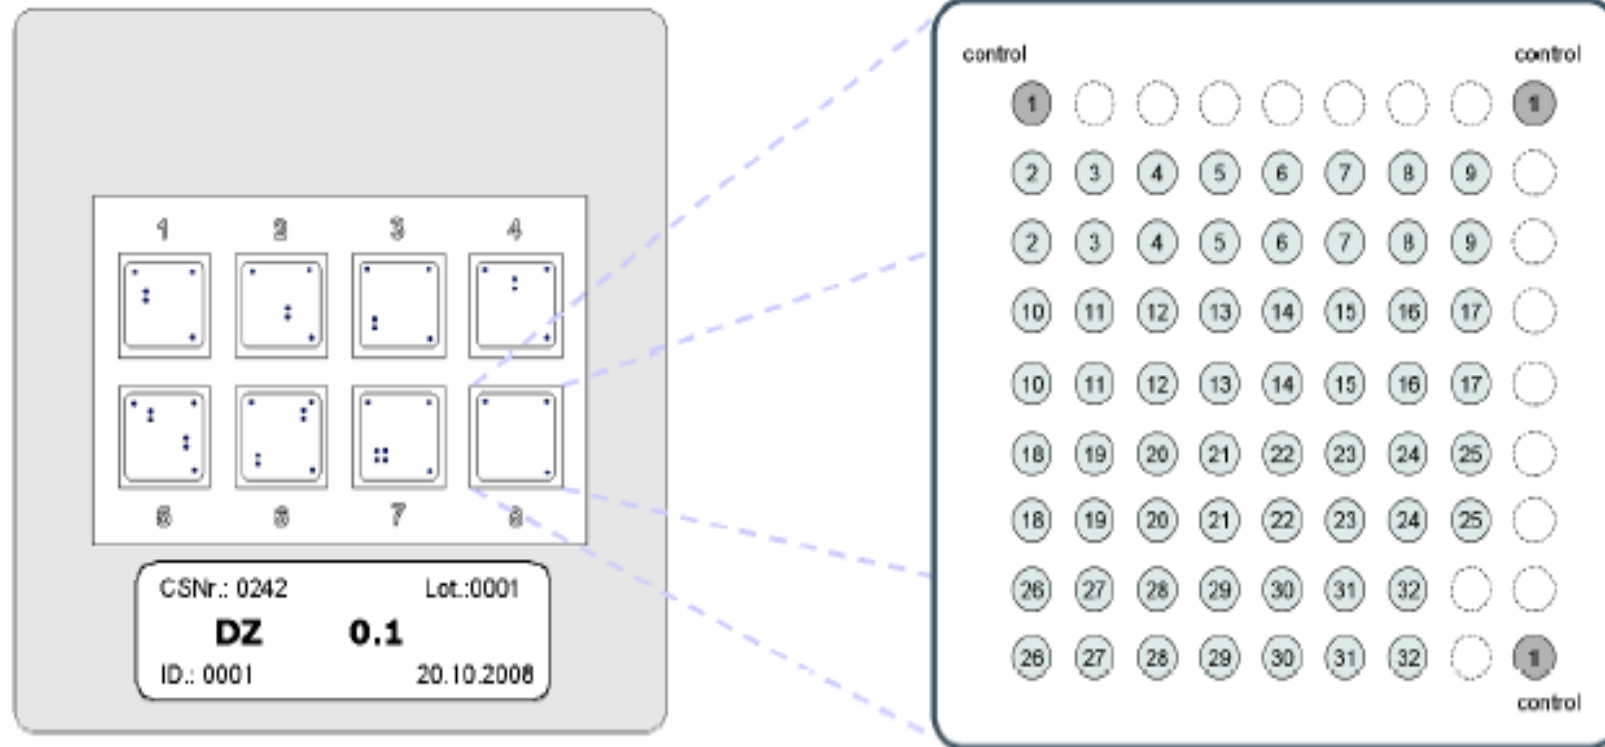 1 2 3 4
5 6 7 8
CSNr.: 0242 Lot.:0001
DZ 0.1
ID.: 0001 20.10.2008
control control
1 1
2 3 4 5 6 7 8 9
2 3 4 5 6 7 8 9
10 11 12 13 14 15 16 17
10 11 12 13 14 15 16 17
18 19 20 21 22 23 24 25
18 19 20 21 22 23 24 25
26 27 28 29 30 31 32
26 27 28 29 30 31 32 1
control